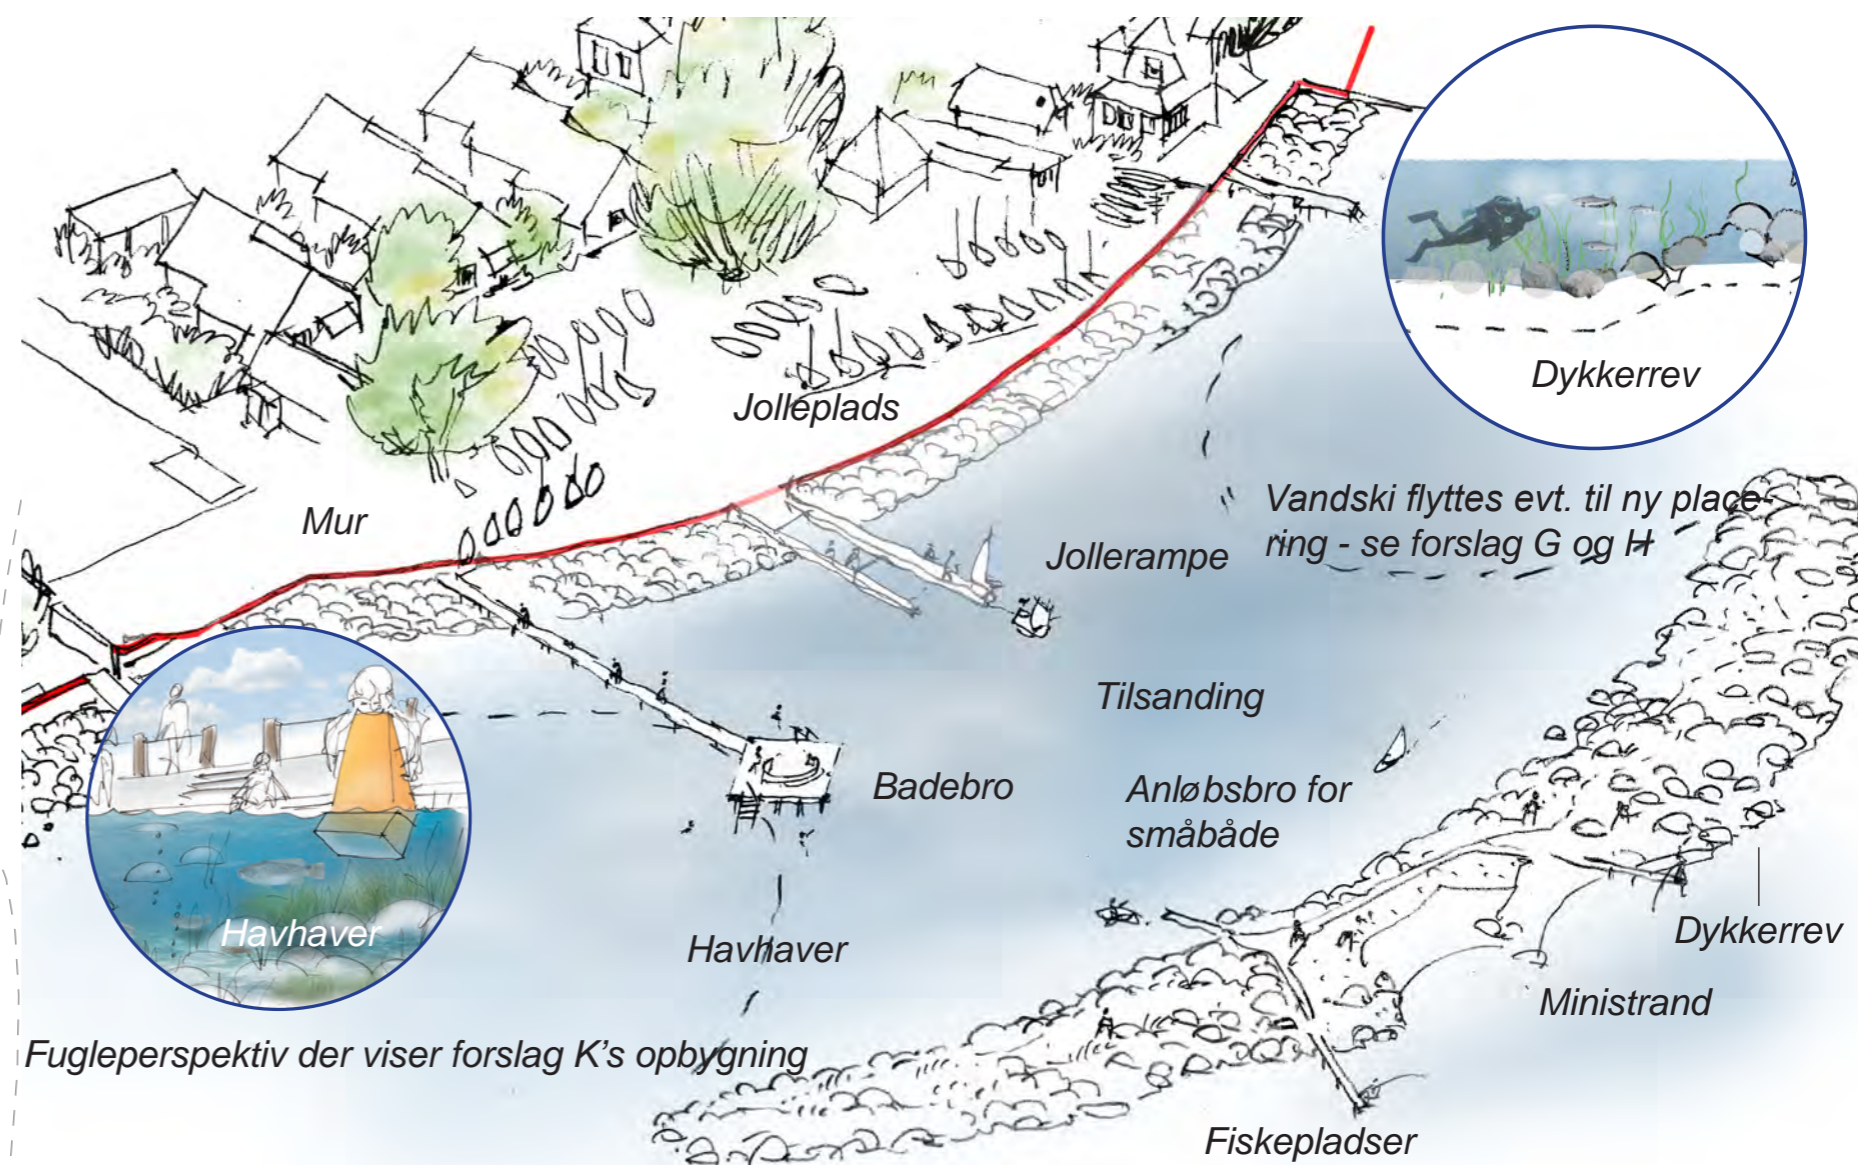 Dykkerrev
Jolleplads
Mur
Vandski flyttes evt. til ny place-
ring - se forslag G og H
Jollerampe
Tilsanding
Badebro
Anløbsbro for
småbåde
Havhaver
Havhaver
Dykkerrev
Ministrand
Fugleperspektiv der viser forslag K's opbygning
Fiskepladser